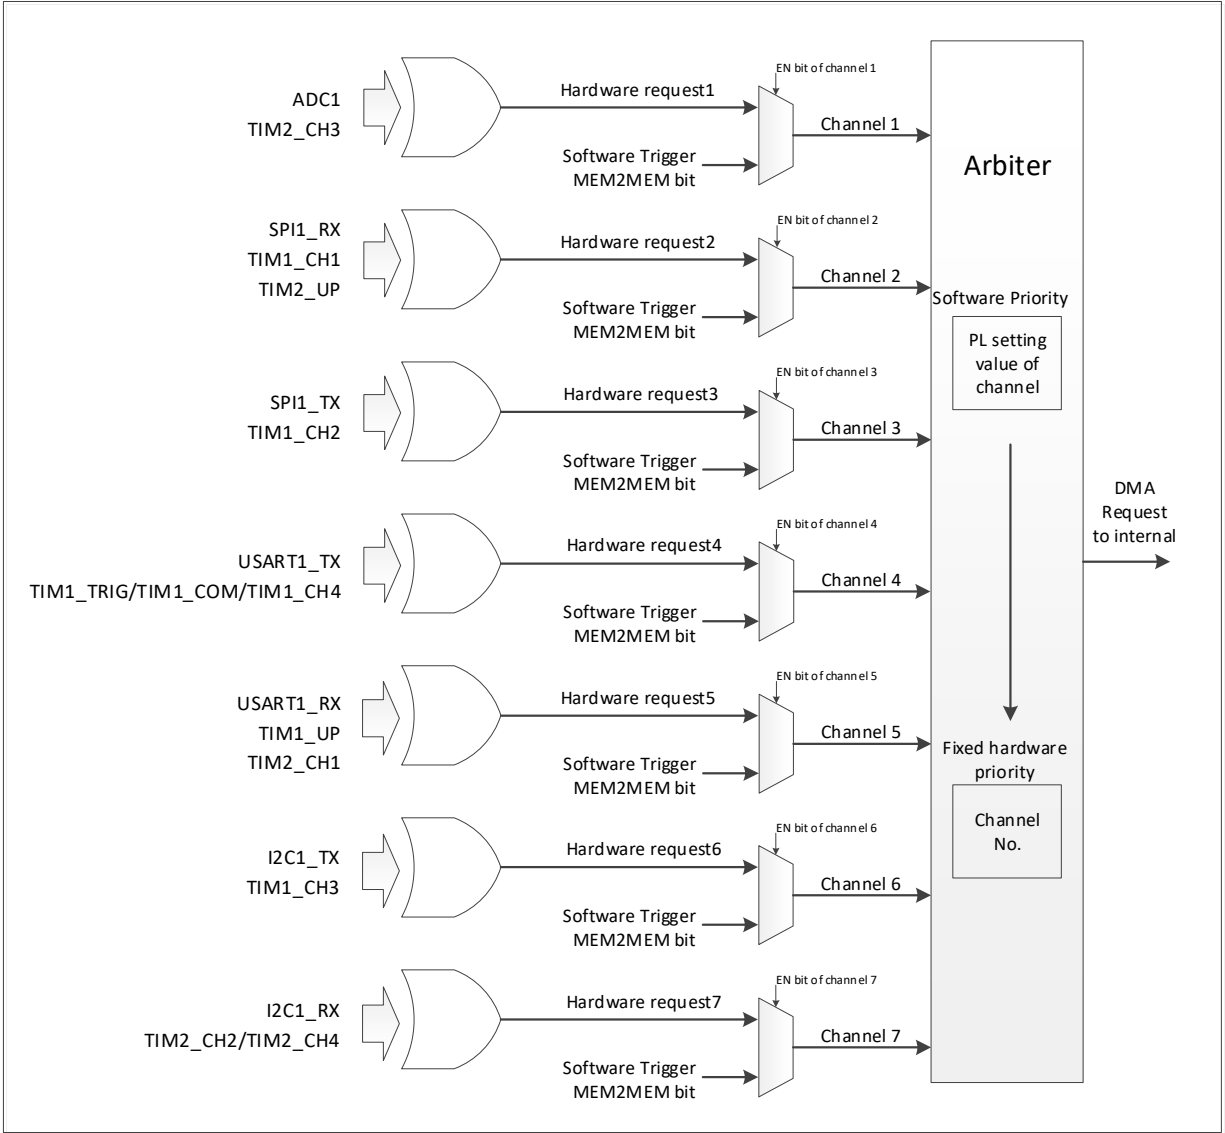 EN bit of channel 1
Hardware request1
ADC1
TIM2_CH3
Channel 1
Software Trigger
MEM2MEM bit
Arbiter
EN bit of channel 2
SPI1_RX
TIM1_CH1
TIM2_UP
Hardware request2
Channel 2
Software Trigger
MEM2MEM bit
Software Priority
PL setting
value of
channel
EN bit of channel 3
Hardware request3
SPI1_TX
TIM1_CH2
Channel 3
Software Trigger
MEM2MEM bit
DMA
Request
to internal
EN bit of channel 4
Hardware request4
USART1_TX
TIM1_TRIG/TIM1_COM/TIM1_CH4
Channel 4
Software Trigger
MEM2MEM bit
EN bit of channel 5
Hardware request5
USART1_RX
TIM1_UP
TIM2_CH1
Channel 5
Software Trigger
MEM2MEM bit
Fixed hardware
priority
Channel
No.
EN bit of channel 6
Hardware request6
I2C1_TX
TIM1_CH3
Channel 6
Software Trigger
MEM2MEM bit
EN bit of channel 7
Hardware request7
I2C1_RX
TIM2_CH2/TIM2_CH4
Channel 7
Software Trigger
MEM2MEM bit